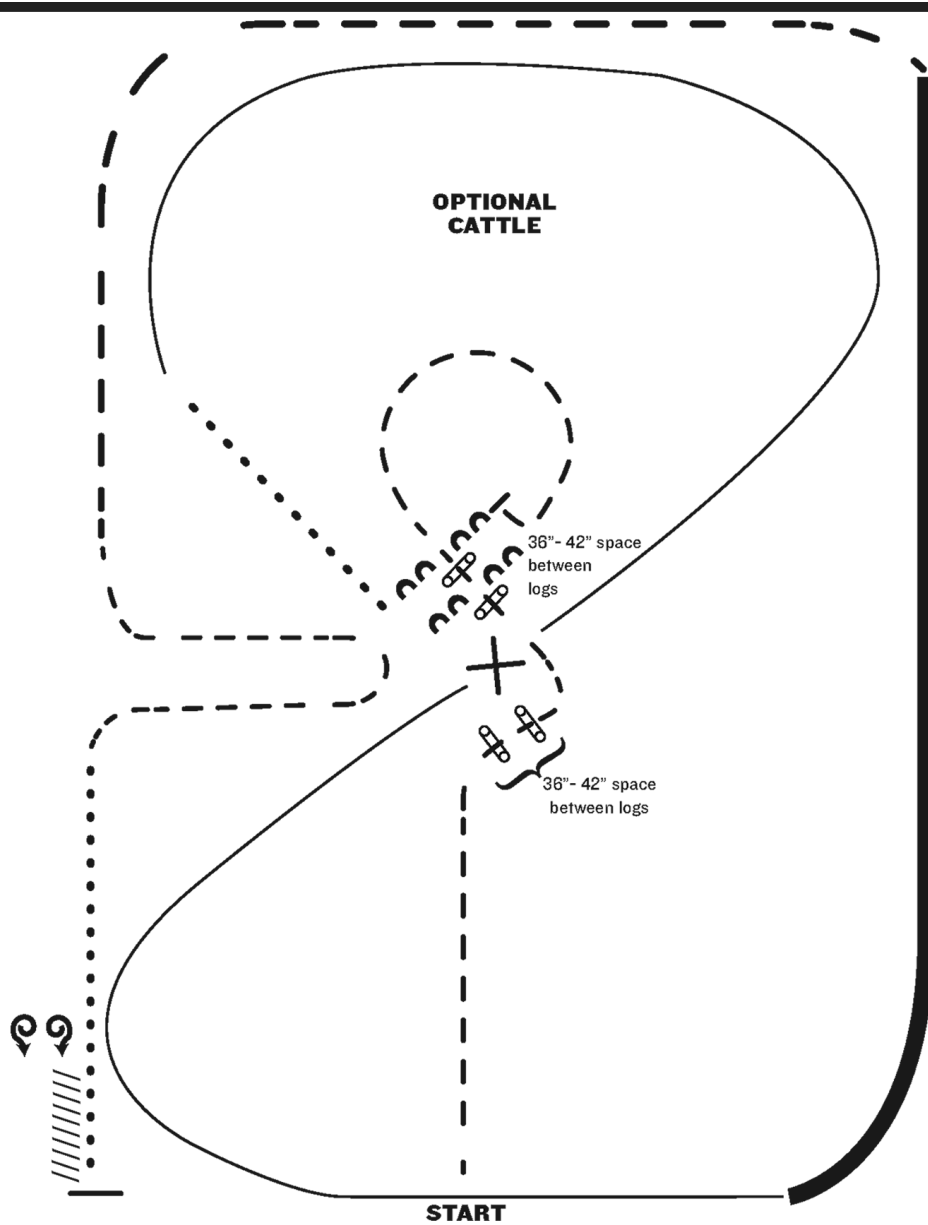 OPTIONAL
CATTLE
36”- 42” space
between
logs
36”- 42” space
between logs
START